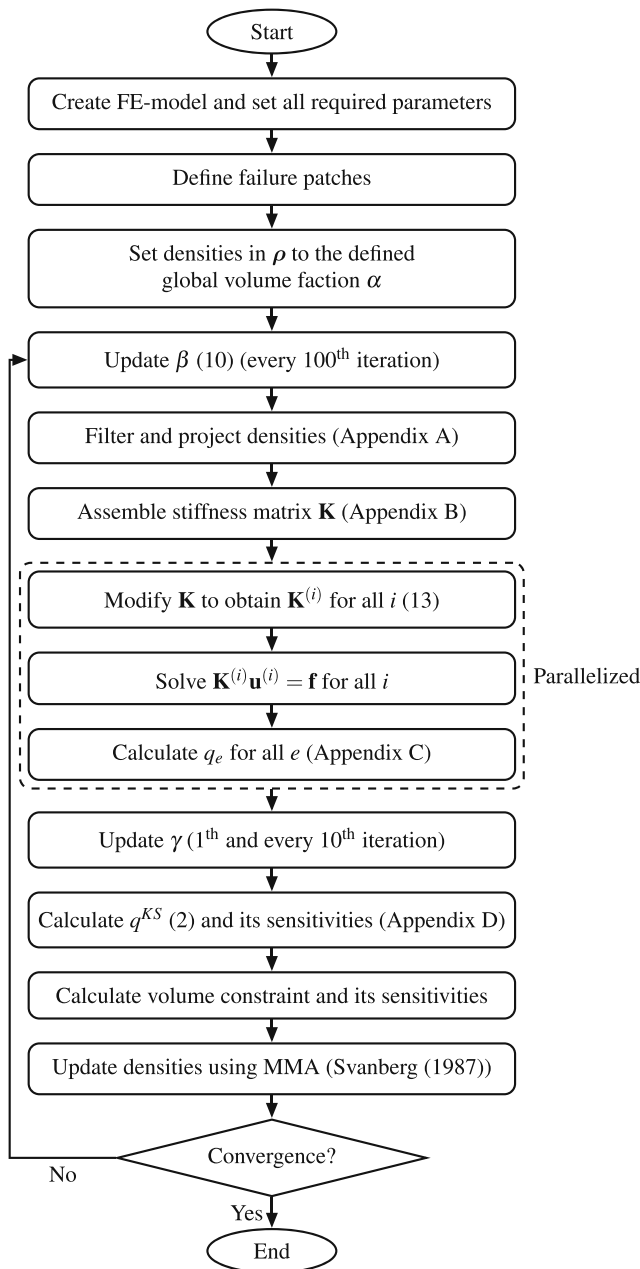 Start
Create FE-model and set all required parameters
Define failure patches
Set densities in ρ to the defined
global volume faction α
Update β (10) (every 100th iteration)
Filter and project densities (Appendix A)
Assemble stiffness matrix K (Appendix B)
Modify K to obtain K(i) for all i (13)
Solve K(i)u(i) = f for all i
Parallelized
Calculate qe for all e (Appendix C)
Update γ (1th and every 10th iteration)
Calculate qKS (2) and its sensitivities (Appendix D)
Calculate volume constraint and its sensitivities
Update densities using MMA (Svanberg (1987))
Convergence?
No
Yes
End